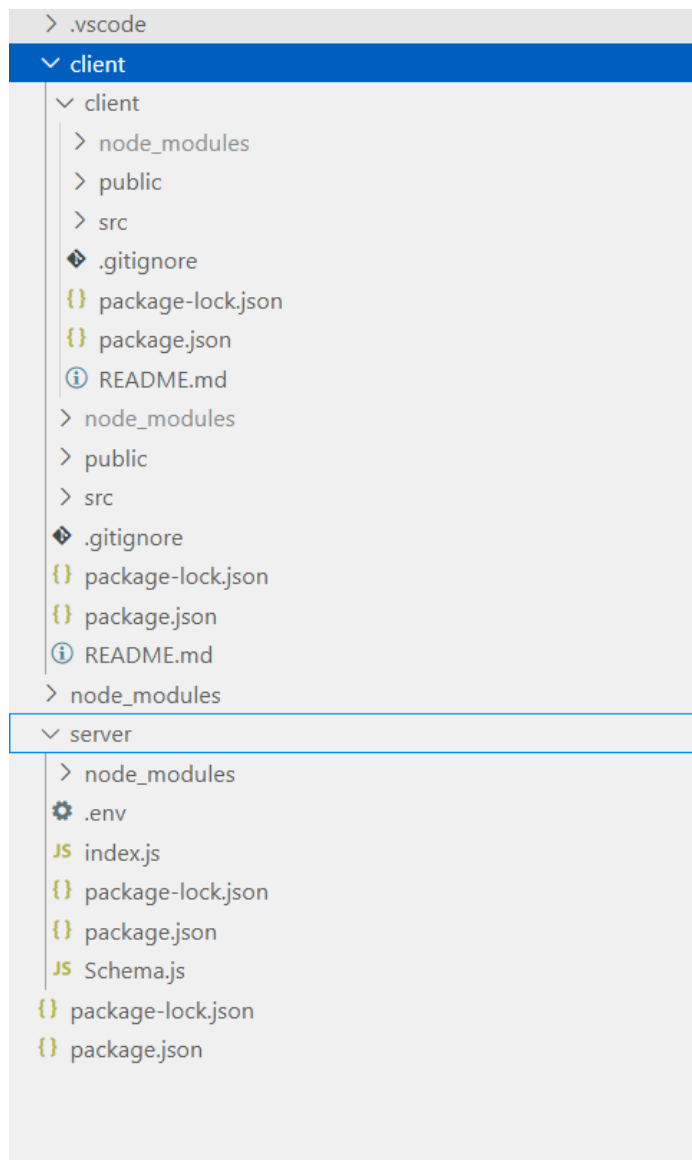 .vscode
client
client
node_modules
public
src
.gitignore
{} package-lock.json
{} package.json
README.md
node_modules
public
src
.gitignore
{} package-lock.json
{} package.json
README.md
node_modules
server
node_modules
.env
JS index.js
{} package-lock.json
{} package.json
JS Schema.js
{} package-lock.json
{} package.json